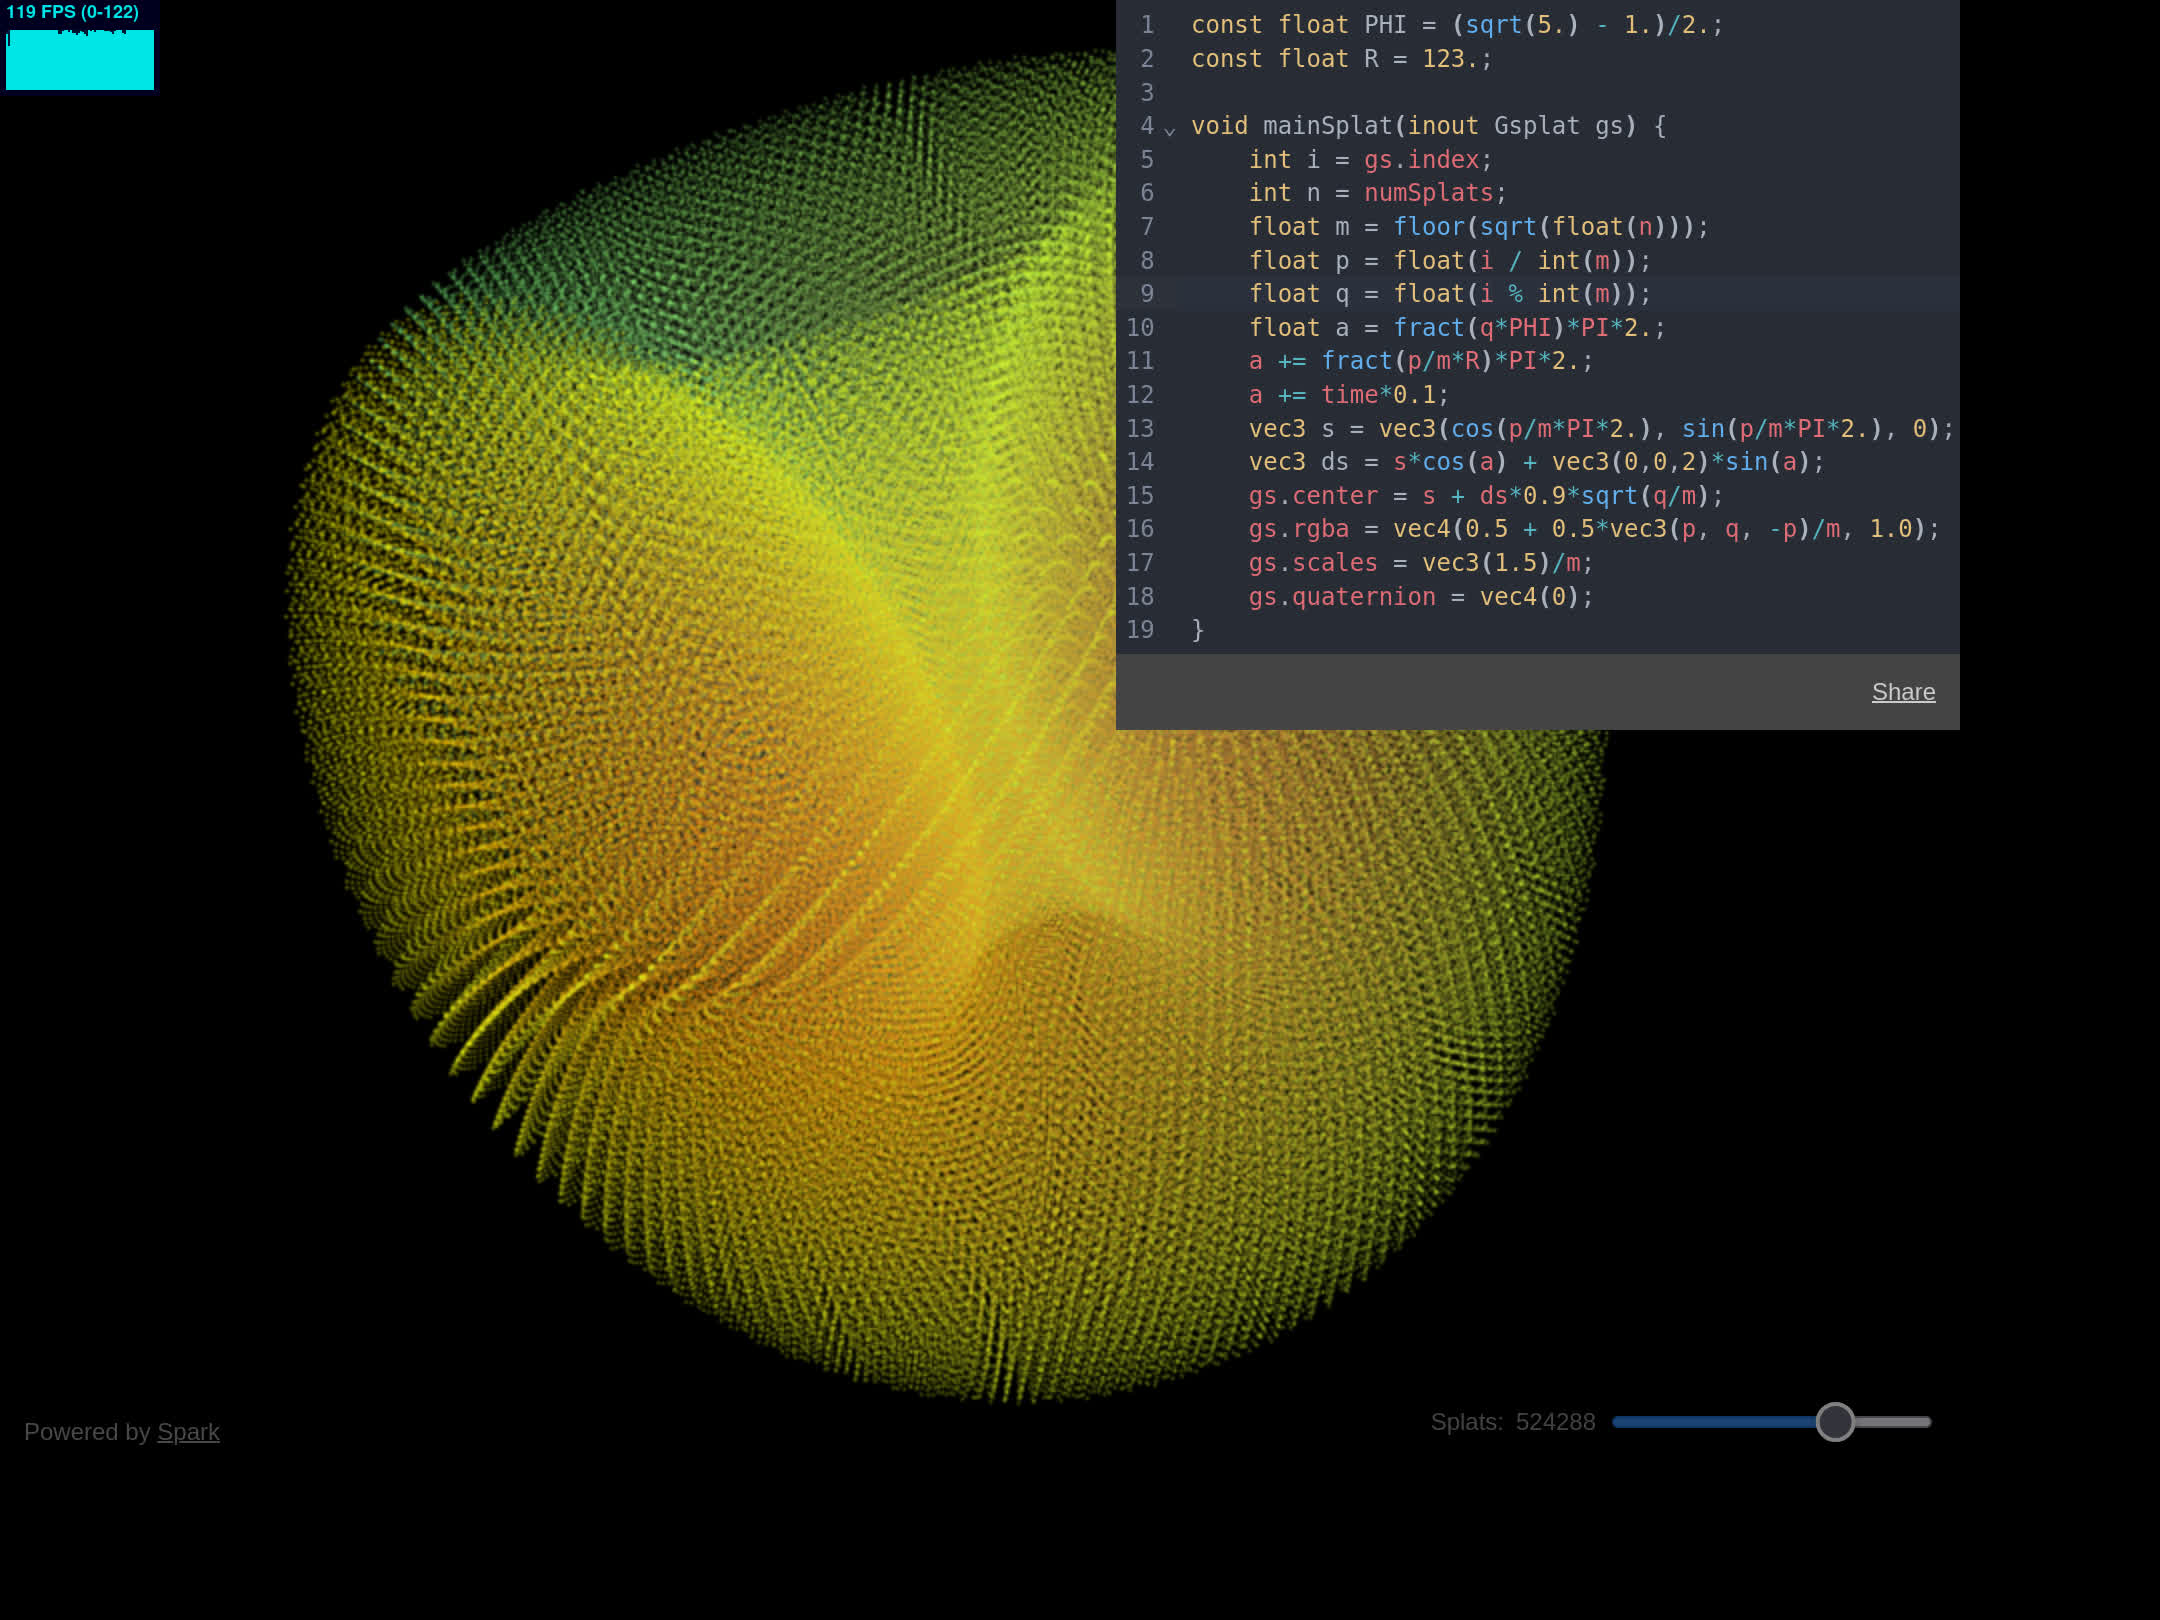 119 FPS (0-122)
1 const float PHI = (sqrt(5.) - 1.)/2.;
2 const float R = 123.;
3
4 void mainSplat(inout Gsplat gs) {
5     int i = gs.index;
6     int n = numSplats;
7     float m = floor(sqrt(float(n)));
8     float p = float(i / int(m));
9     float q = float(i % int(m));
10     float a = fract(q*PHI)*PI*2.;
11     a += fract(p/m*R)*PI*2.;
12     a += time*0.1;
13     vec3 s = vec3(cos(p/m*PI*2.), sin(p/m*PI*2.), 0);
14     vec3 ds = s*cos(a) + vec3(0,0,2)*sin(a);
15     gs.center = s + ds*0.9*sqrt(q/m);
16     gs.rgba = vec4(0.5 + 0.5*vec3(p, q, -p)/m, 1.0);
17     gs.scales = vec3(1.5)/m;
18     gs.quaternion = vec4(0);
19 }
Share
Splats: 524288
Powered by Spark